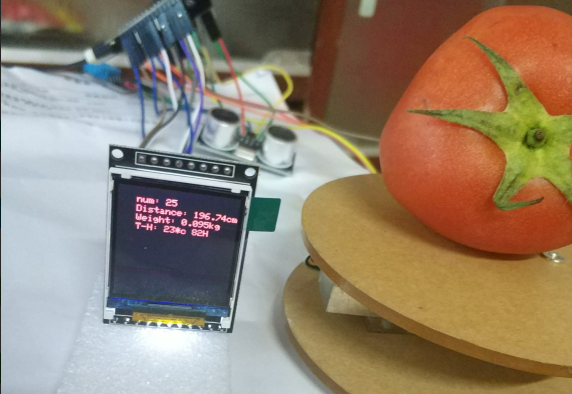 num: 25
Distance: 196.74cm
Weight: 0.095kg
T-H: 23*c 82H